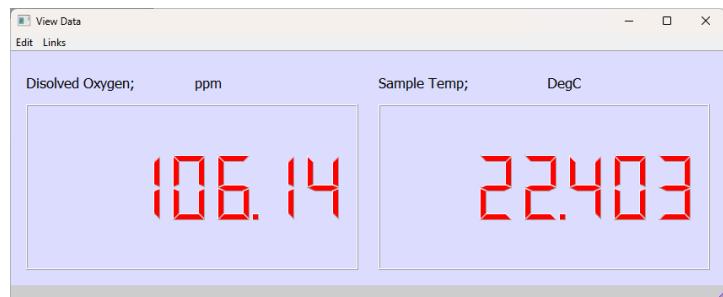 View Data
Edit Links
Disolved Oxygen; ppm Sample Temp; DegC
106.14 22.403